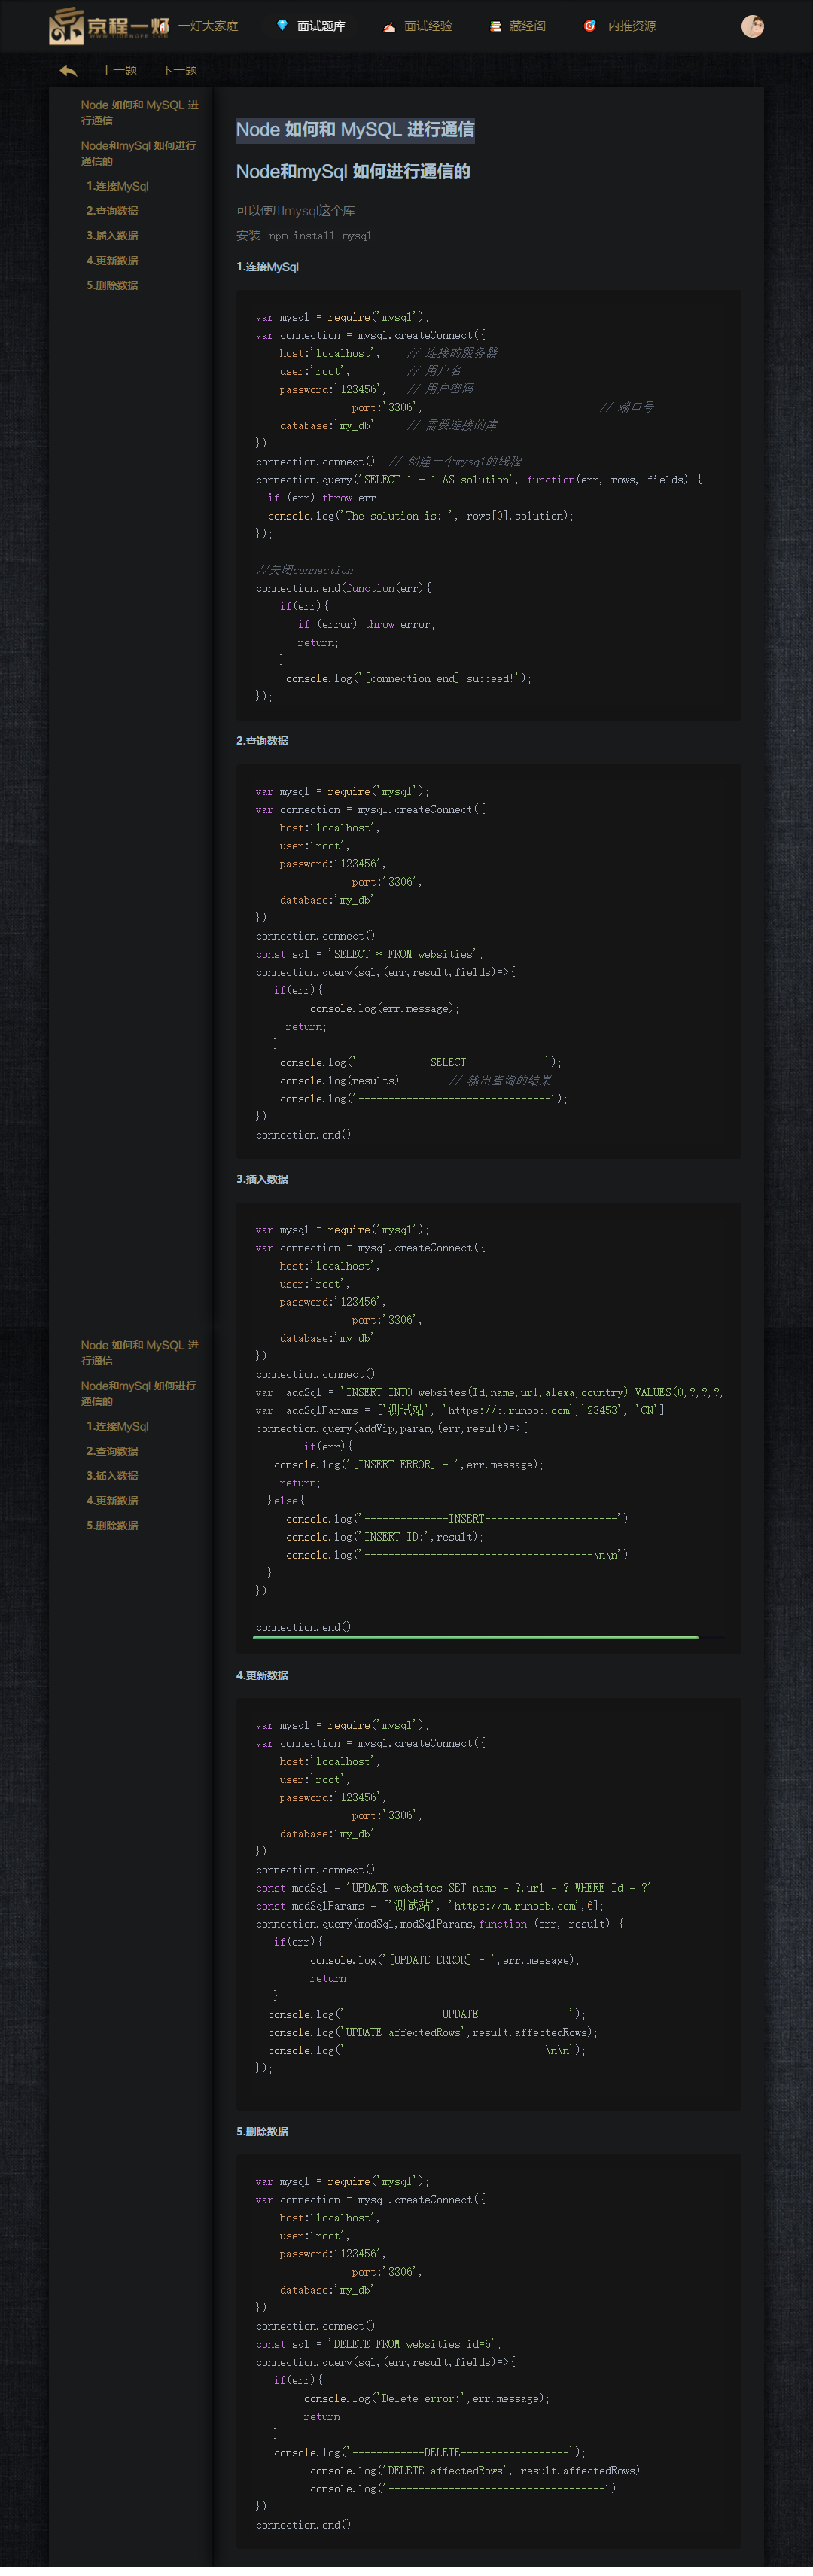 京程一灯
一灯大家庭
面试题库
面试经验
藏经阁
内推资源
上一题
下一题
Node 如何和 MySQL 进
行通信
Node和mySql 如何进行
通信的
1.连接MySql
2.查询数据
3.插入数据
4.更新数据
5.删除数据
Node 如何和 MySQL 进行通信
Node和mySql 如何进行通信的
可以使用mysql这个库
安装 npm install mysql
1.连接MySql
var mysql = require('mysql');
var connection = mysql.createConnect({
host:'localhost', // 连接的服务器
user:'root', // 用户名
password:'123456', // 用户密码
port:'3306', // 端口号
database:'my_db' // 需要连接的库
})
connection.connect(); // 创建一个mysql的线程
connection.query('SELECT 1 + 1 AS solution', function(err, rows, fields) {
if (err) throw err;
console.log('The solution is: ', rows[0].solution);
});
//关闭connection
connection.end(function(err){
if(err){
if (error) throw error;
return;
}
console.log('[connection end] succeed!');
});
2.查询数据
var mysql = require('mysql');
var connection = mysql.createConnect({
host:'localhost',
user:'root',
password:'123456',
port:'3306',
database:'my_db'
})
connection.connect();
const sql = 'SELECT * FROM websities';
connection.query(sql,(err,result,fields)=>{
if(err){
console.log(err.message);
return;
}
console.log('------------SELECT-------------');
console.log(results); // 输出查询的结果
console.log('--------------------------------');
})
connection.end();
3.插入数据
var mysql = require('mysql');
var connection = mysql.createConnect({
host:'localhost',
user:'root',
password:'123456',
port:'3306',
database:'my_db'
})
connection.connect();
var addSql = 'INSERT INTO websites(Id,name,url,alexa,country) VALUES(0,?,?,?,
var addSqlParams = ['测试站', 'https://c.runoob.com','23453', 'CN'];
connection.query(addVip,param,(err,result)=>{
if(err){
console.log('[INSERT ERROR] - ',err.message);
return;
}else{
console.log('--------------INSERT----------------------');
console.log('INSERT ID:',result);
console.log('--------------------------------------\n\n');
}
})
connection.end();
Node 如何和 MySQL 进
行通信
Node和mySql 如何进行
通信的
1.连接MySql
2.查询数据
3.插入数据
4.更新数据
5.删除数据
4.更新数据
var mysql = require('mysql');
var connection = mysql.createConnect({
host:'localhost',
user:'root',
password:'123456',
port:'3306',
database:'my_db'
})
connection.connect();
const modSql = 'UPDATE websites SET name = ?,url = ? WHERE Id = ?';
const modSqlParams = ['测试站', 'https://m.runoob.com',6];
connection.query(modSql,modSqlParams,function (err, result) {
if(err){
console.log('[UPDATE ERROR] - ',err.message);
return;
}
console.log('----------------UPDATE---------------');
console.log('UPDATE affectedRows',result.affectedRows);
console.log('---------------------------------\n\n');
});
5.删除数据
var mysql = require('mysql');
var connection = mysql.createConnect({
host:'localhost',
user:'root',
password:'123456',
port:'3306',
database:'my_db'
})
connection.connect();
const sql = 'DELETE FROM websities id=6';
connection.query(sql,(err,result,fields)=>{
if(err){
console.log('Delete error:',err.message);
return;
}
console.log('------------DELETE------------------');
console.log('DELETE affectedRows', result.affectedRows);
console.log('------------------------------------');
})
connection.end();